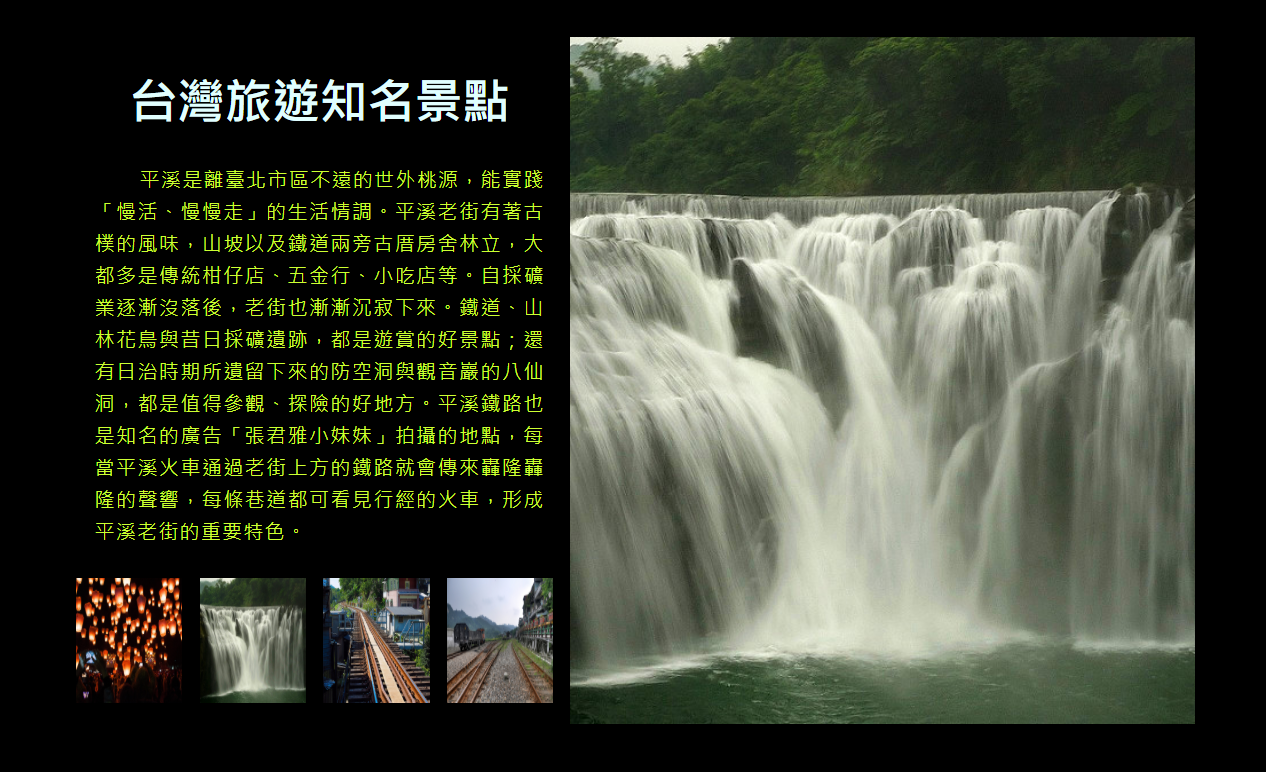 台灣旅遊知名景點
平溪是離臺北市區不遠的世外桃源，能實踐
「慢活、慢慢走」的生活情調。平溪老街有著古
樸的風味，山坡以及鐵道兩旁古厝房舍林立，大
都多是傳統柑仔店、五金行、小吃店等。自採礦
業逐漸沒落後，老街也漸漸沉寂下來。鐵道、山
林花鳥與昔日採礦遺跡，都是遊賞的好景點；還
有日治時期所遺留下來的防空洞與觀音巖的八仙
洞，都是值得參觀、探險的好地方。平溪鐵路也
是知名的廣告「張君雅小妹妹」拍攝的地點，每
當平溪火車通過老街上方的鐵路就會傳來轟隆轟
隆的聲響，每條巷道都可看見行經的火車，形成
平溪老街的重要特色。